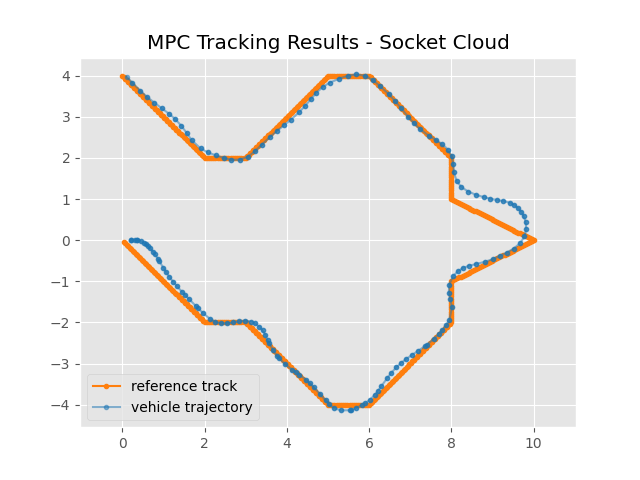 MPC Tracking Results - Socket Cloud
4
3
2
1
0
−1
−2
−3
−4
reference track
vehicle trajectory
0 2 4 6 8 10